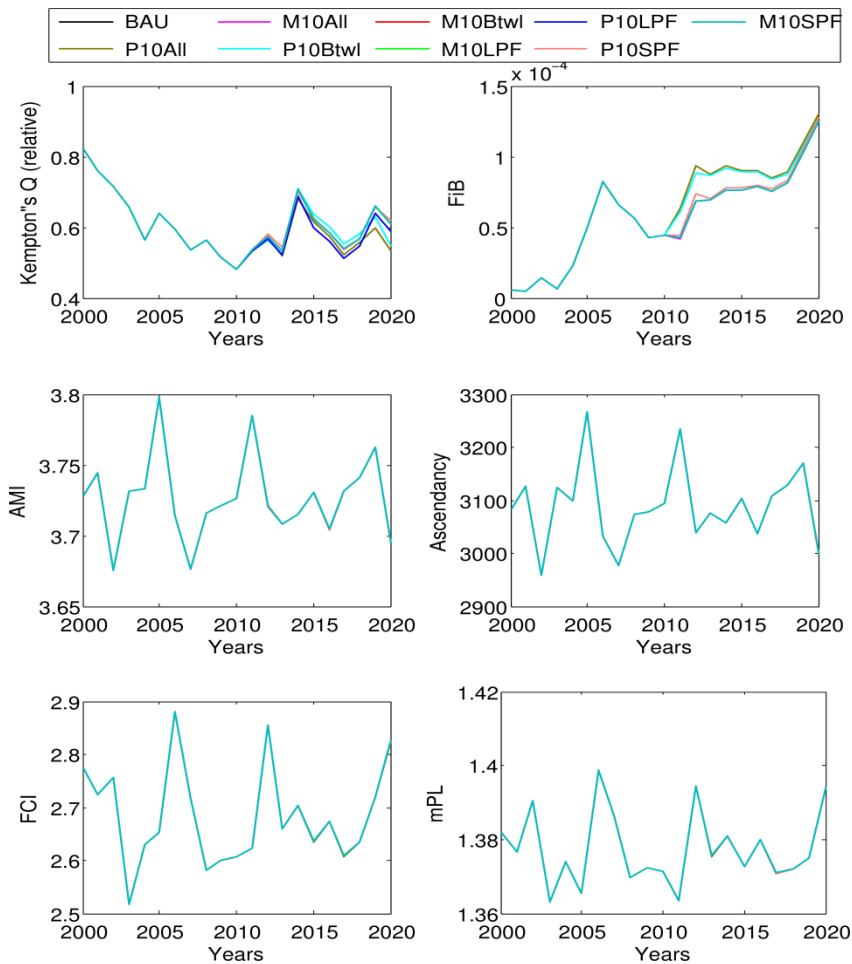 BAU M10All M10Btwl P10LPF M10SPF
P10All P10Btwl M10LPF P10SPF
Kempton"s Q (relative)
1
0.8
0.6
0.4
2000 2005 2010 2015 2020
Years
x 10⁻⁴
FiB
1.5
1
0.5
0
2000 2005 2010 2015 2020
Years
AMI
3.8
3.75
3.7
3.65
2000 2005 2010 2015 2020
Years
Ascendancy
3300
3200
3100
3000
2900
2000 2005 2010 2015 2020
Years
FCI
2.9
2.8
2.7
2.6
2.5
2000 2005 2010 2015 2020
Years
mPL
1.42
1.4
1.38
1.36
2000 2005 2010 2015 2020
Years